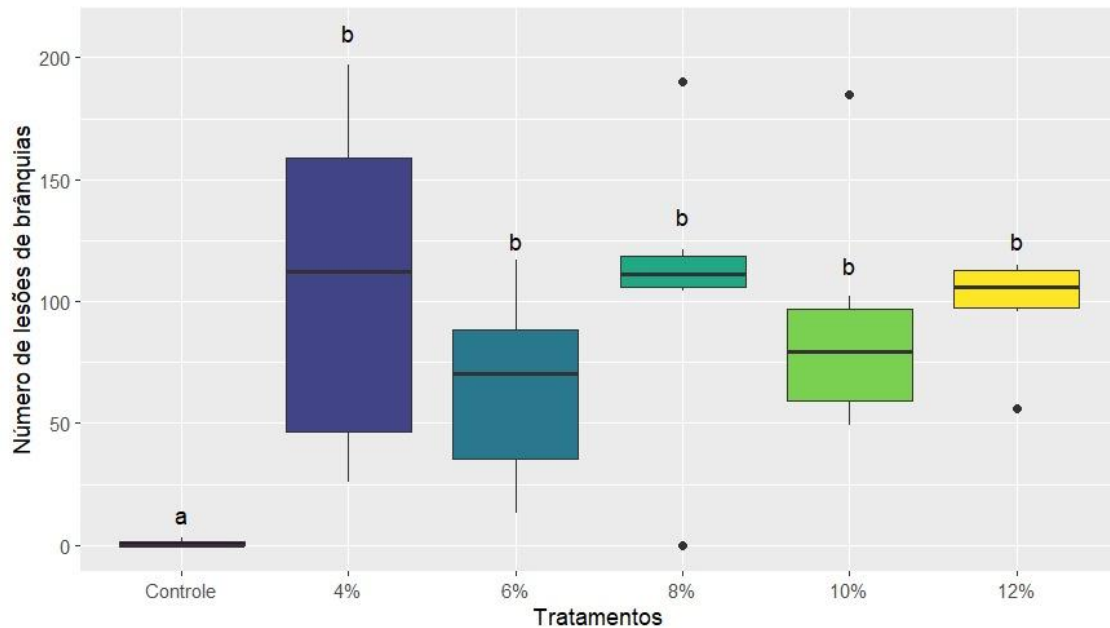 Número de lesões de brânquias
200
150
100
50
0
a
b
b
b
b
b
Controle
4%
6%
8%
10%
12%
Tratamentos